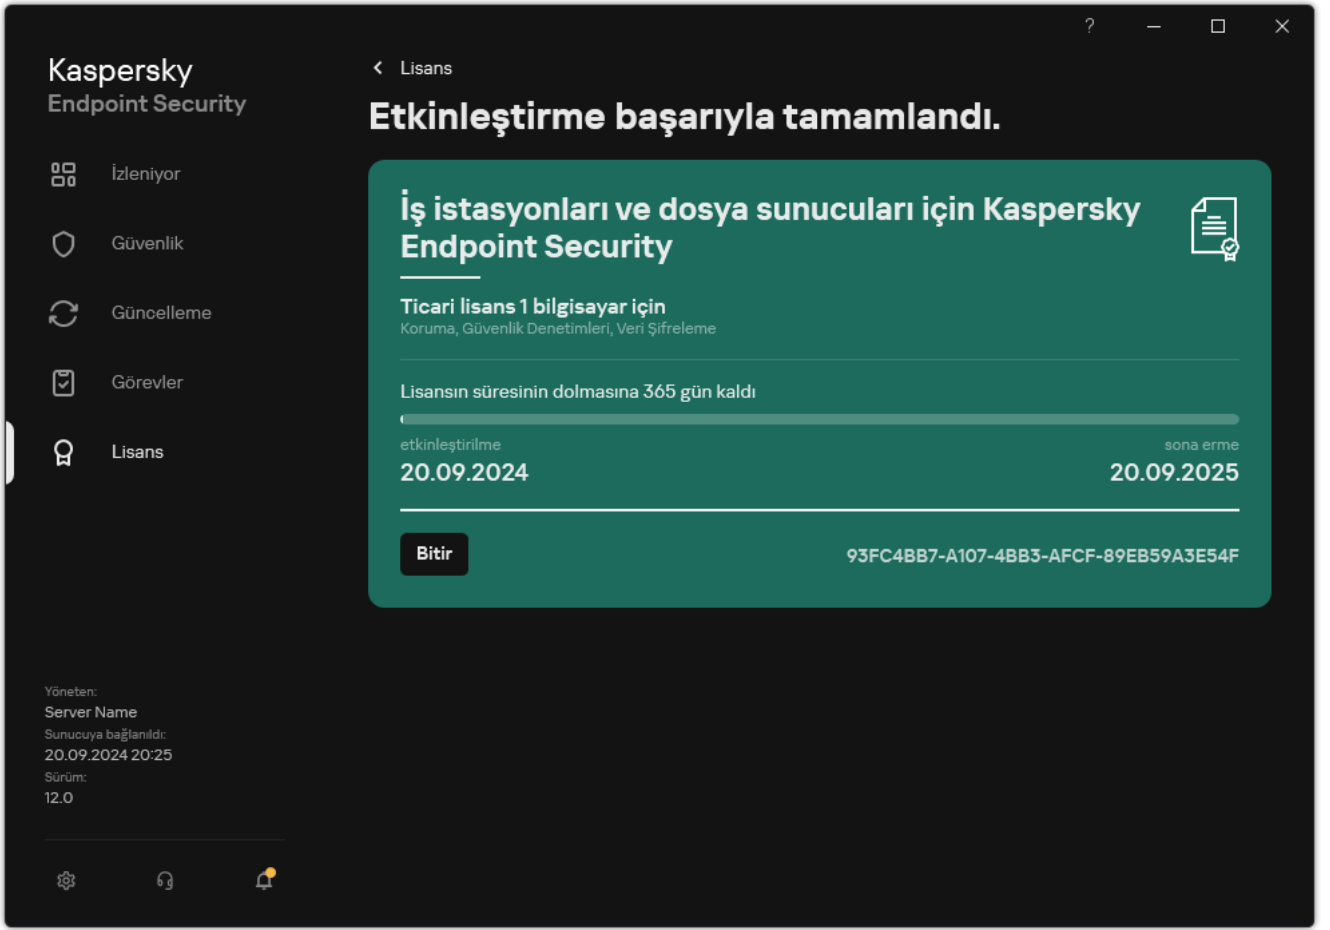 ?
Kaspersky
Endpoint Security
İzleniyor
Güvenlik
Güncelleme
Görevler
Lisans
Yöneten:
Server Name
Sunucuya bağlanıldı:
20.09.2024 20:25
Sürüm:
12.0
Lisans
Etkinleştirme başarıyla tamamlandı.
İş istasyonları ve dosya sunucuları için Kaspersky
Endpoint Security
Ticari lisans 1 bilgisayar için
Koruma, Güvenlik Denetimleri, Veri Şifreleme
Lisansın süresinin dolmasına 365 gün kaldı
etkinleştirilme sona erme
20.09.2024 20.09.2025
Bitir 93FC4BB7-A107-4BB3-AFCF-89EB59A3E54F